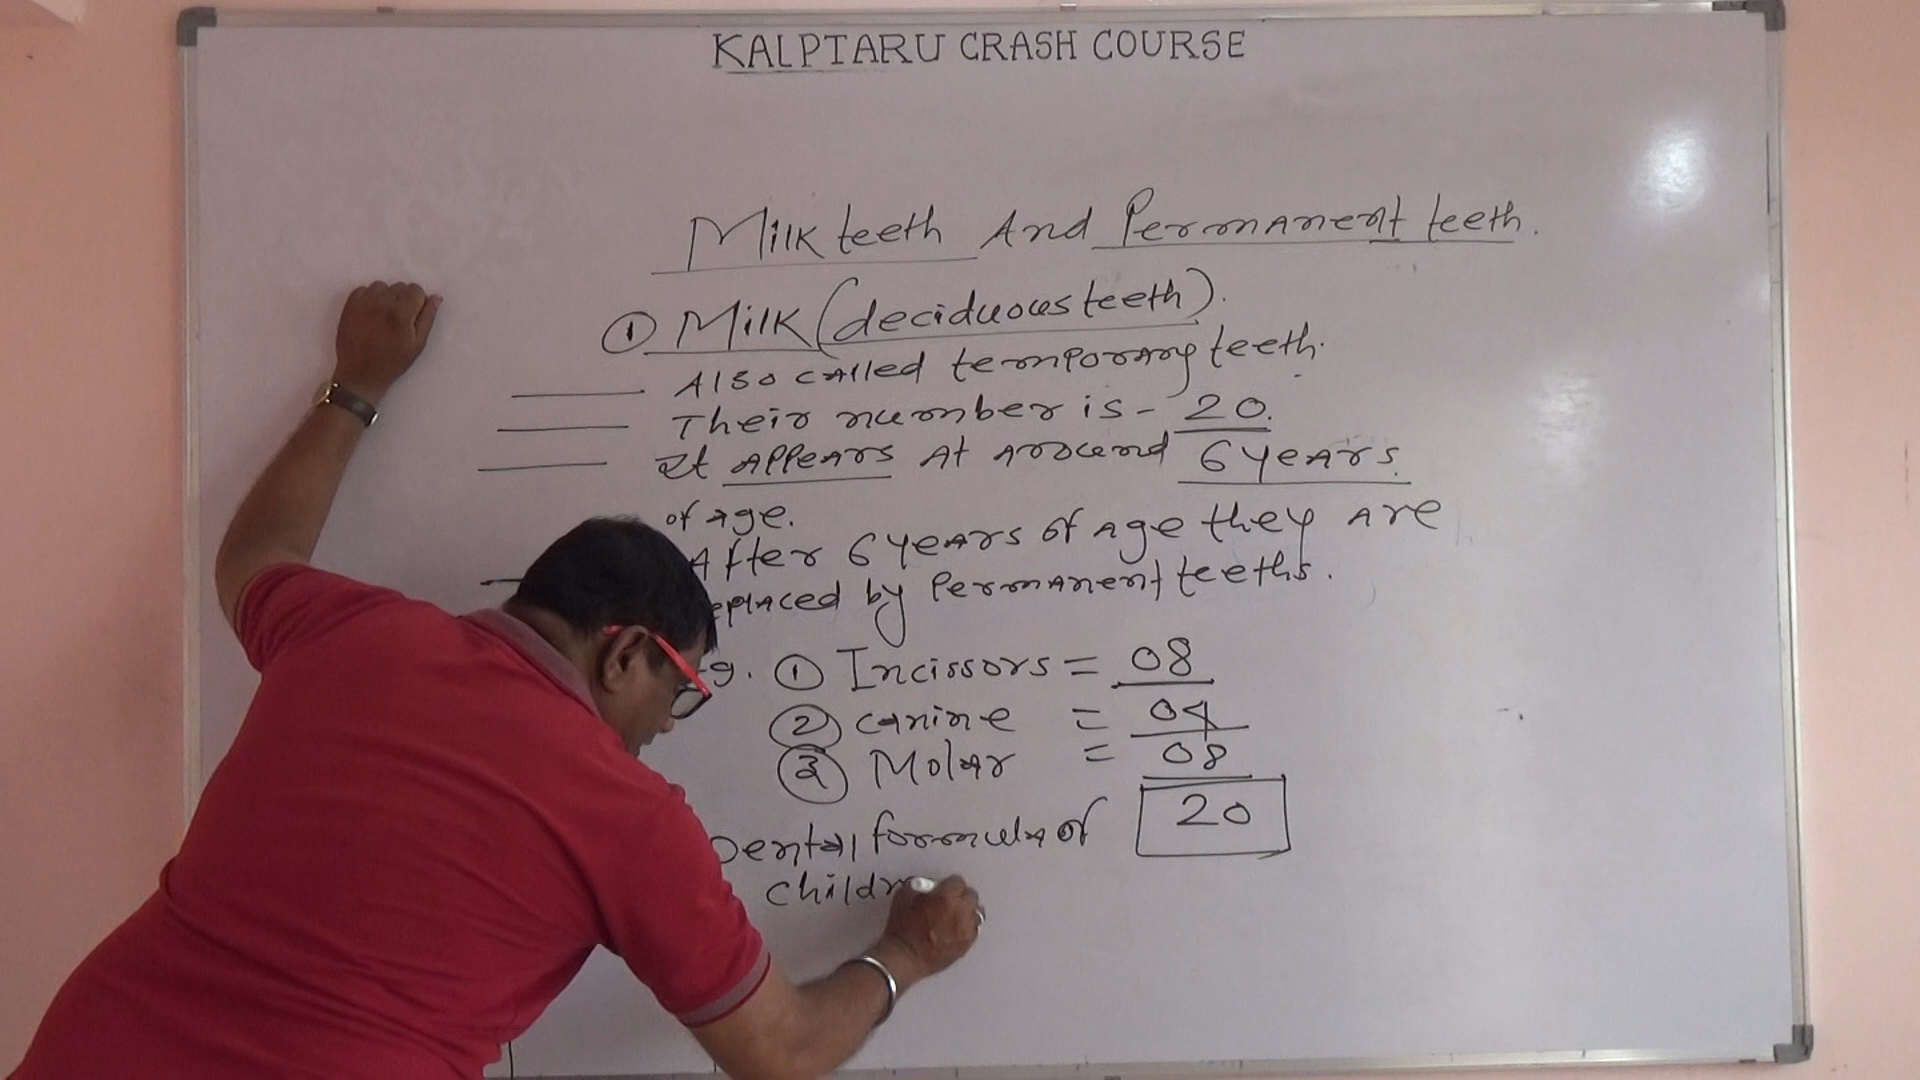 KALPTARU CRASH COURSE
Milk teeth And Permanent teeth.
① Milk (deciduous teeth).
Also called temporary teeth.
Their number is - 20.
It appears at around 6 years.
of age.
After 6 years of age they are
eplaced by Permanent teeths.
g. ① Incissors = 08
② canine = 04
③ Molar = 08
20
Dental formula of
childr